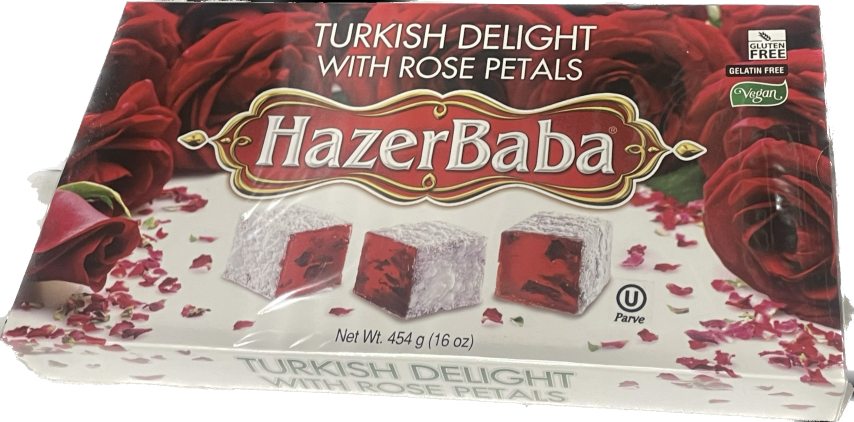 TURKISH DELIGHT
WITH ROSE PETALS
GLUTEN
FREE
GELATIN FREE
Vegan
HazerBaba®
U
Parve
Net Wt. 454 g (16 oz)
TURKISH DELIGHT
WITH ROSE PETALS